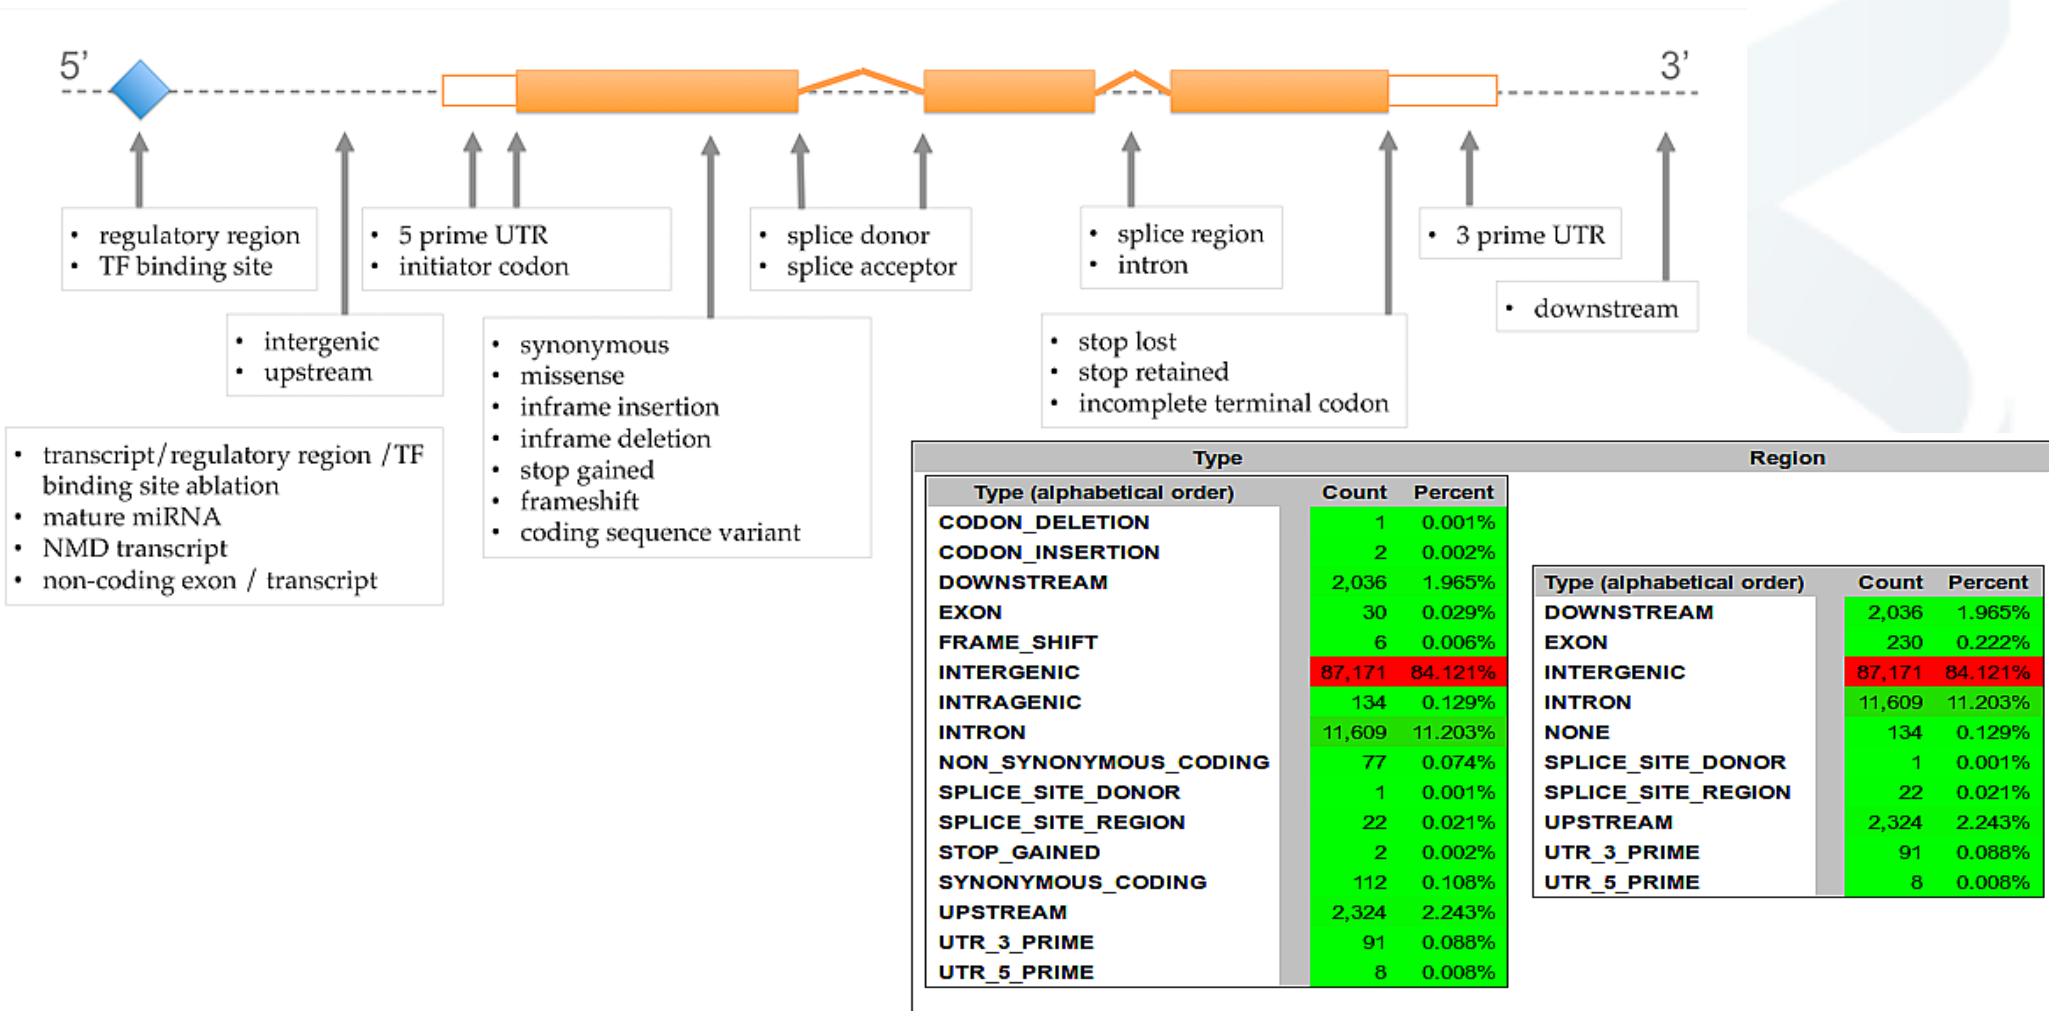 5’
3’
• regulatory region
• TF binding site
• 5 prime UTR
• initiator codon
• splice donor
• splice acceptor
• splice region
• intron
• 3 prime UTR
• downstream
• intergenic
• upstream
• synonymous
• missense
• inframe insertion
• inframe deletion
• stop gained
• frameshift
• coding sequence variant
• stop lost
• stop retained
• incomplete terminal codon
• transcript/regulatory region /TF
binding site ablation
• mature miRNA
• NMD transcript
• non-coding exon / transcript
Type Region
Type (alphabetical order) Count Percent
CODON_DELETION 1 0.001%
CODON_INSERTION 2 0.002%
DOWNSTREAM 2,036 1.965%
EXON 30 0.029%
FRAME_SHIFT 6 0.006%
INTERGENIC 87,171 84.121%
INTRAGENIC 134 0.129%
INTRON 11,609 11.203%
NON_SYNONYMOUS_CODING 77 0.074%
SPLICE_SITE_DONOR 1 0.001%
SPLICE_SITE_REGION 22 0.021%
STOP_GAINED 2 0.002%
SYNONYMOUS_CODING 112 0.108%
UPSTREAM 2,324 2.243%
UTR_3_PRIME 91 0.088%
UTR_5_PRIME 8 0.008%
Type (alphabetical order) Count Percent
DOWNSTREAM 2,036 1.965%
EXON 230 0.222%
INTERGENIC 87,171 84.121%
INTRON 11,609 11.203%
NONE 134 0.129%
SPLICE_SITE_DONOR 1 0.001%
SPLICE_SITE_REGION 22 0.021%
UPSTREAM 2,324 2.243%
UTR_3_PRIME 91 0.088%
UTR_5_PRIME 8 0.008%